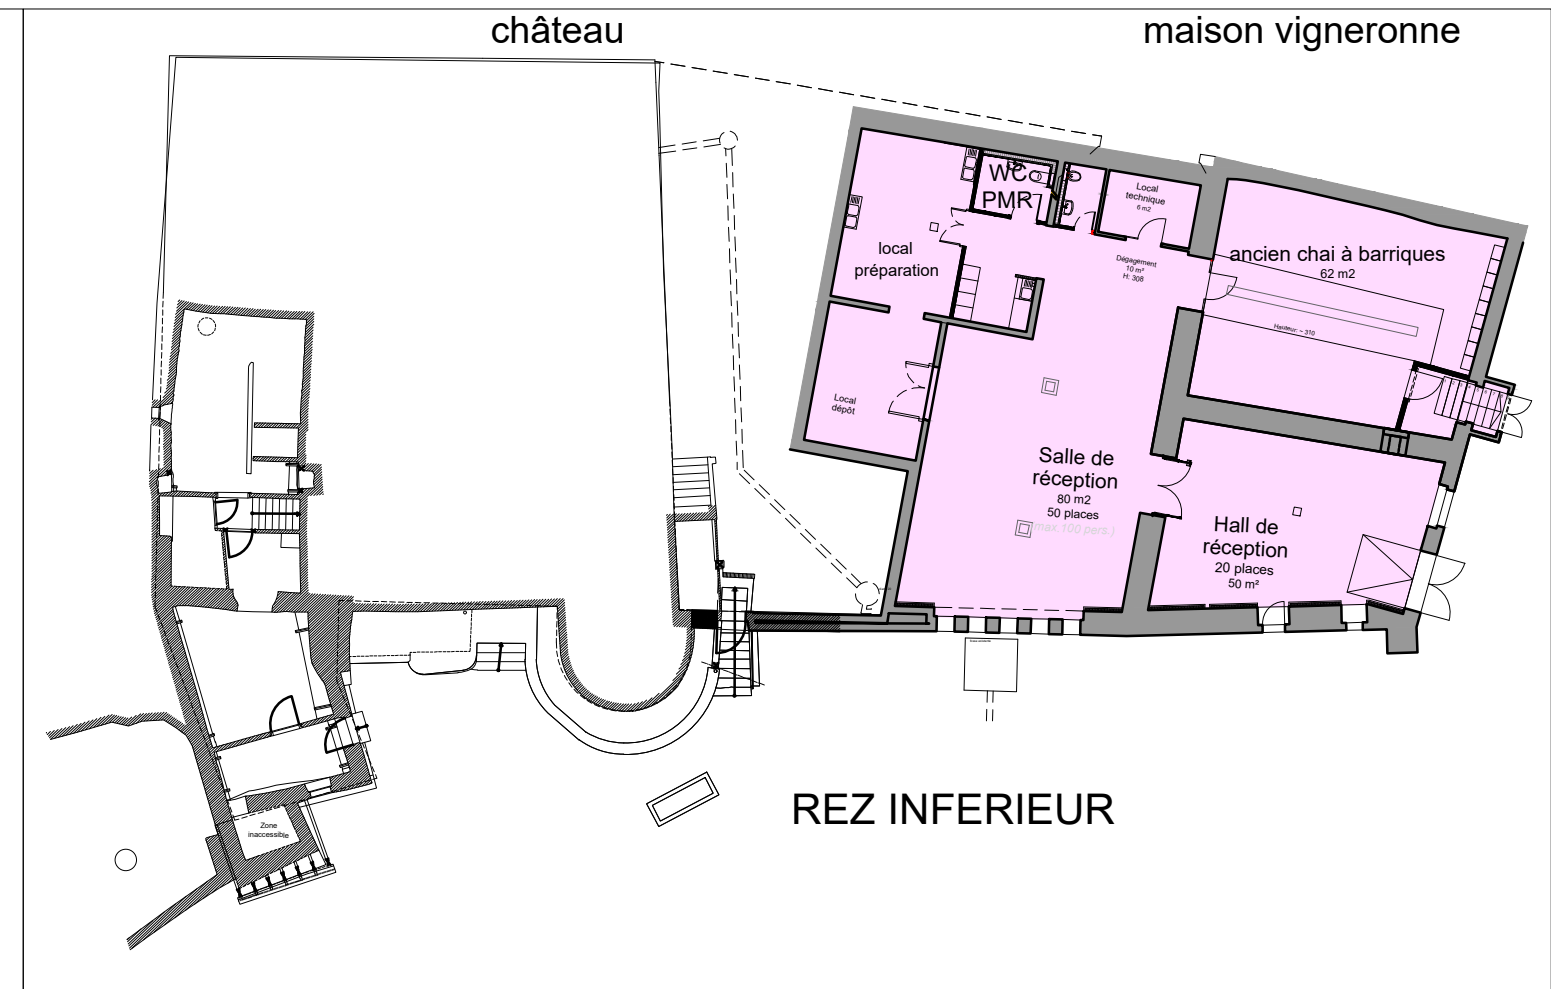 château
maison vigneronne
WC
PMR
Local
technique
6 m2
local
préparation
Dégagement
10 m²
H: 308
ancien chai à barriques
62 m2
Hauteur: ~ 310
Local
dépôt
Salle de
réception
80 m2
50 places
(max.100 pers.)
Hall de
réception
20 places
50 m²
REZ INFERIEUR
Zone
inaccessible